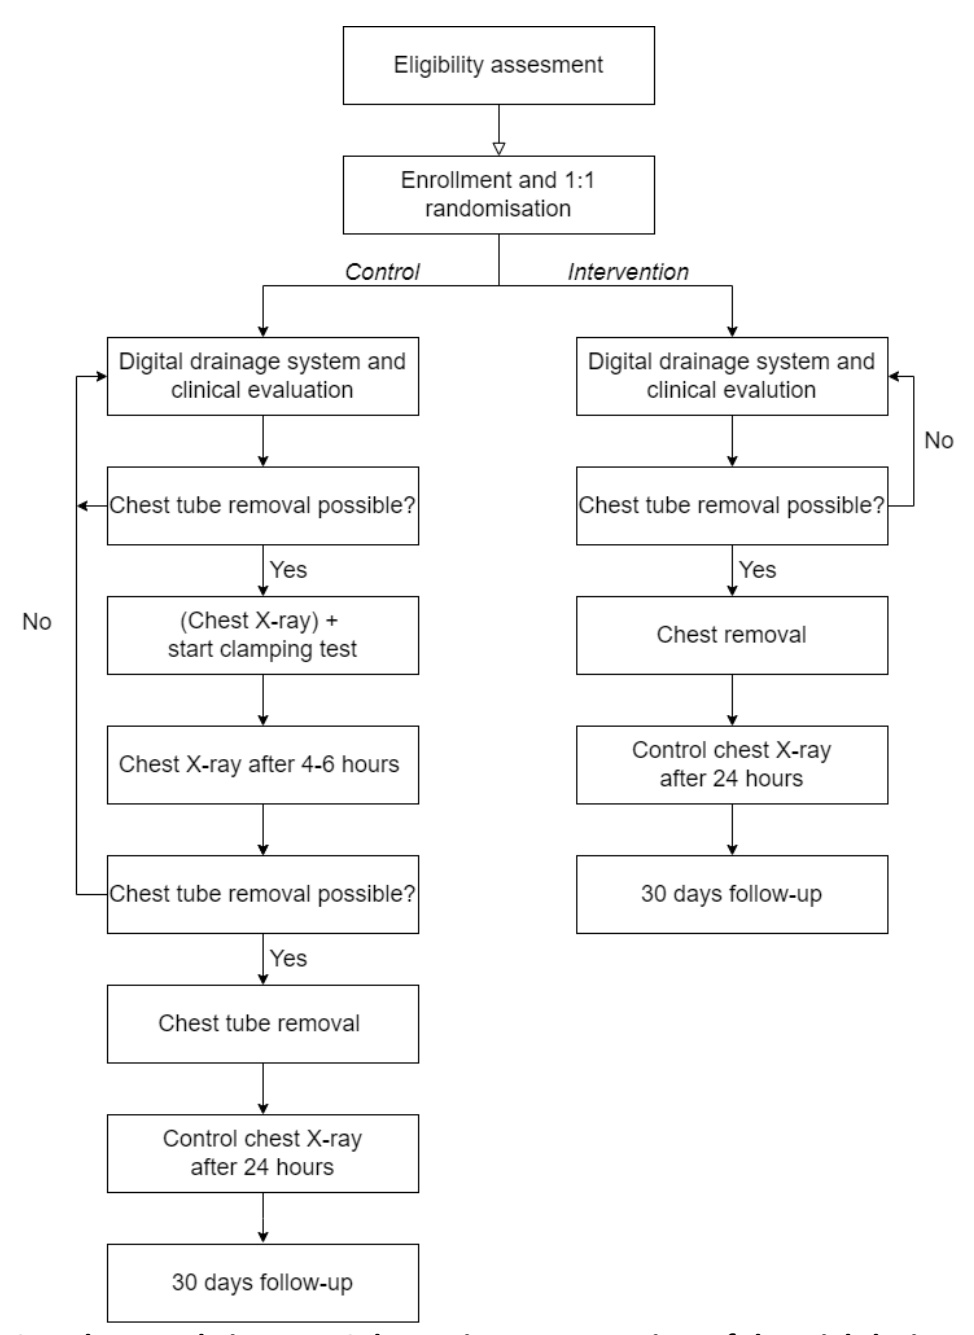 Eligibility assesment
Enrollment and 1:1
randomisation
Control
Intervention
Digital drainage system and
clinical evaluation
Chest tube removal possible?
Yes
No
(Chest X-ray) +
start clamping test
Chest X-ray after 4-6 hours
Chest tube removal possible?
Yes
Chest tube removal
Control chest X-ray
after 24 hours
30 days follow-up
Digital drainage system and
clinical evalution
No
Chest tube removal possible?
Yes
Chest removal
Control chest X-ray
after 24 hours
30 days follow-up